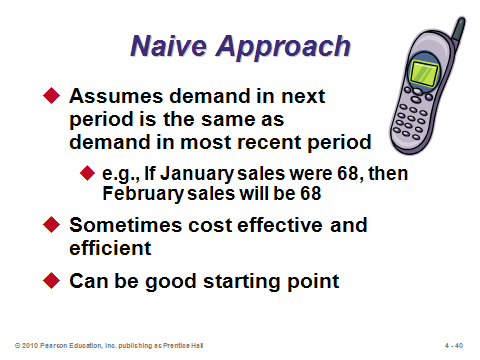 Naive Approach
Assumes demand in next
period is the same as
demand in most recent period
e.g., If January sales were 68, then
February sales will be 68
Sometimes cost effective and
efficient
Can be good starting point
© 2010 Pearson Education, Inc. publishing as Prentice Hall
4 - 40